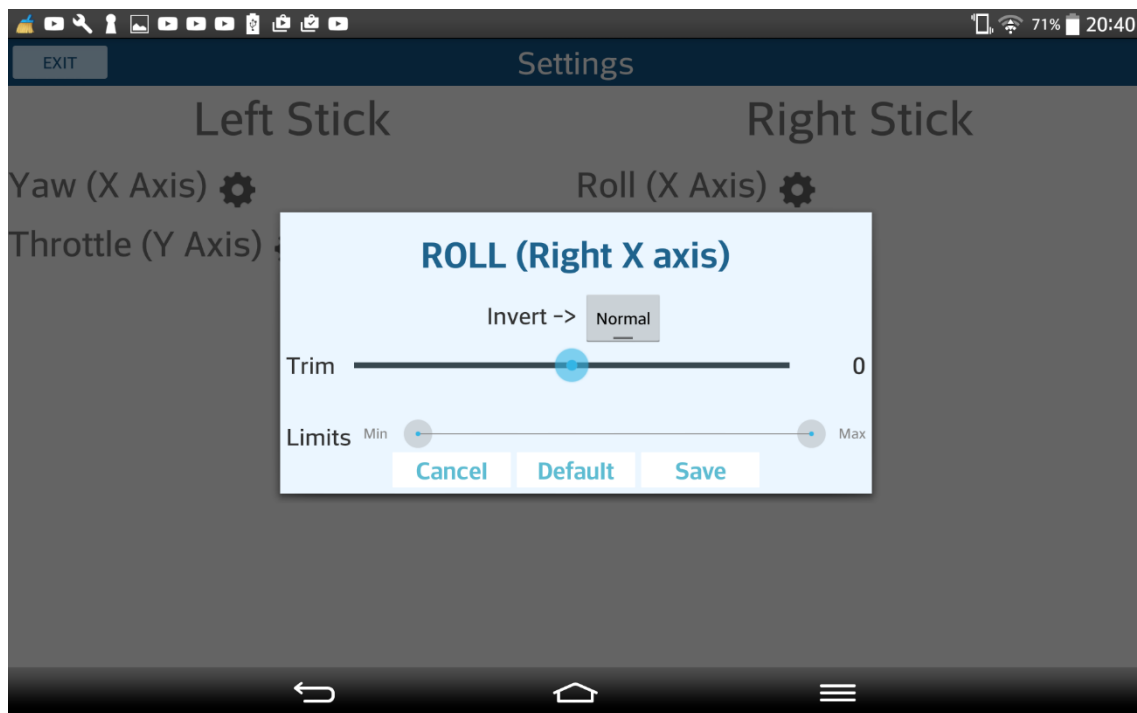 71% 20:40
EXIT Settings
Left Stick Right Stick
Yaw (X Axis) Roll (X Axis)
Throttle (Y Axis)
ROLL (Right X axis)
Invert -> Normal
Trim 0
Limits Min Max
Cancel Default Save